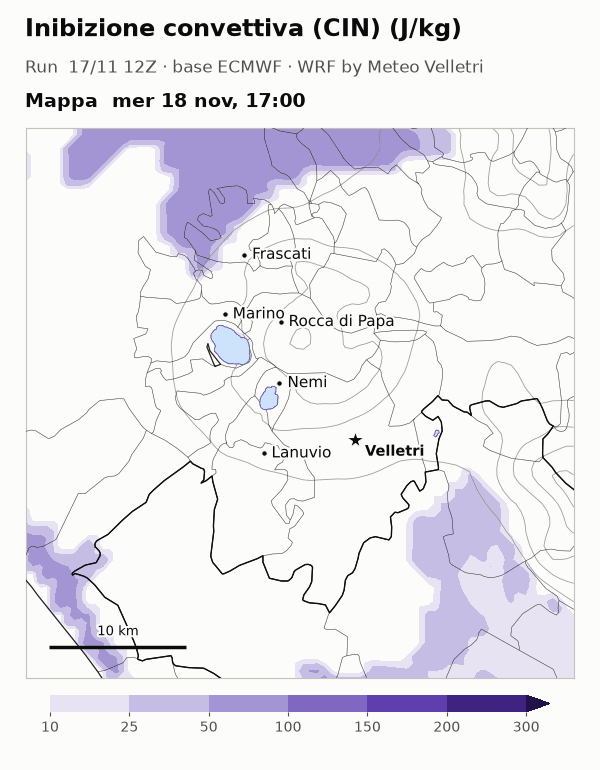 Inibizione convettiva (CIN) (J/kg)
Run  17/11 12Z · base ECMWF · WRF by Meteo Velletri
Mappa  mer 18 nov, 17:00
Frascati
Marino
Rocca di Papa
Nemi
Velletri
Lanuvio
10 km
10 25 50 100 150 200 300